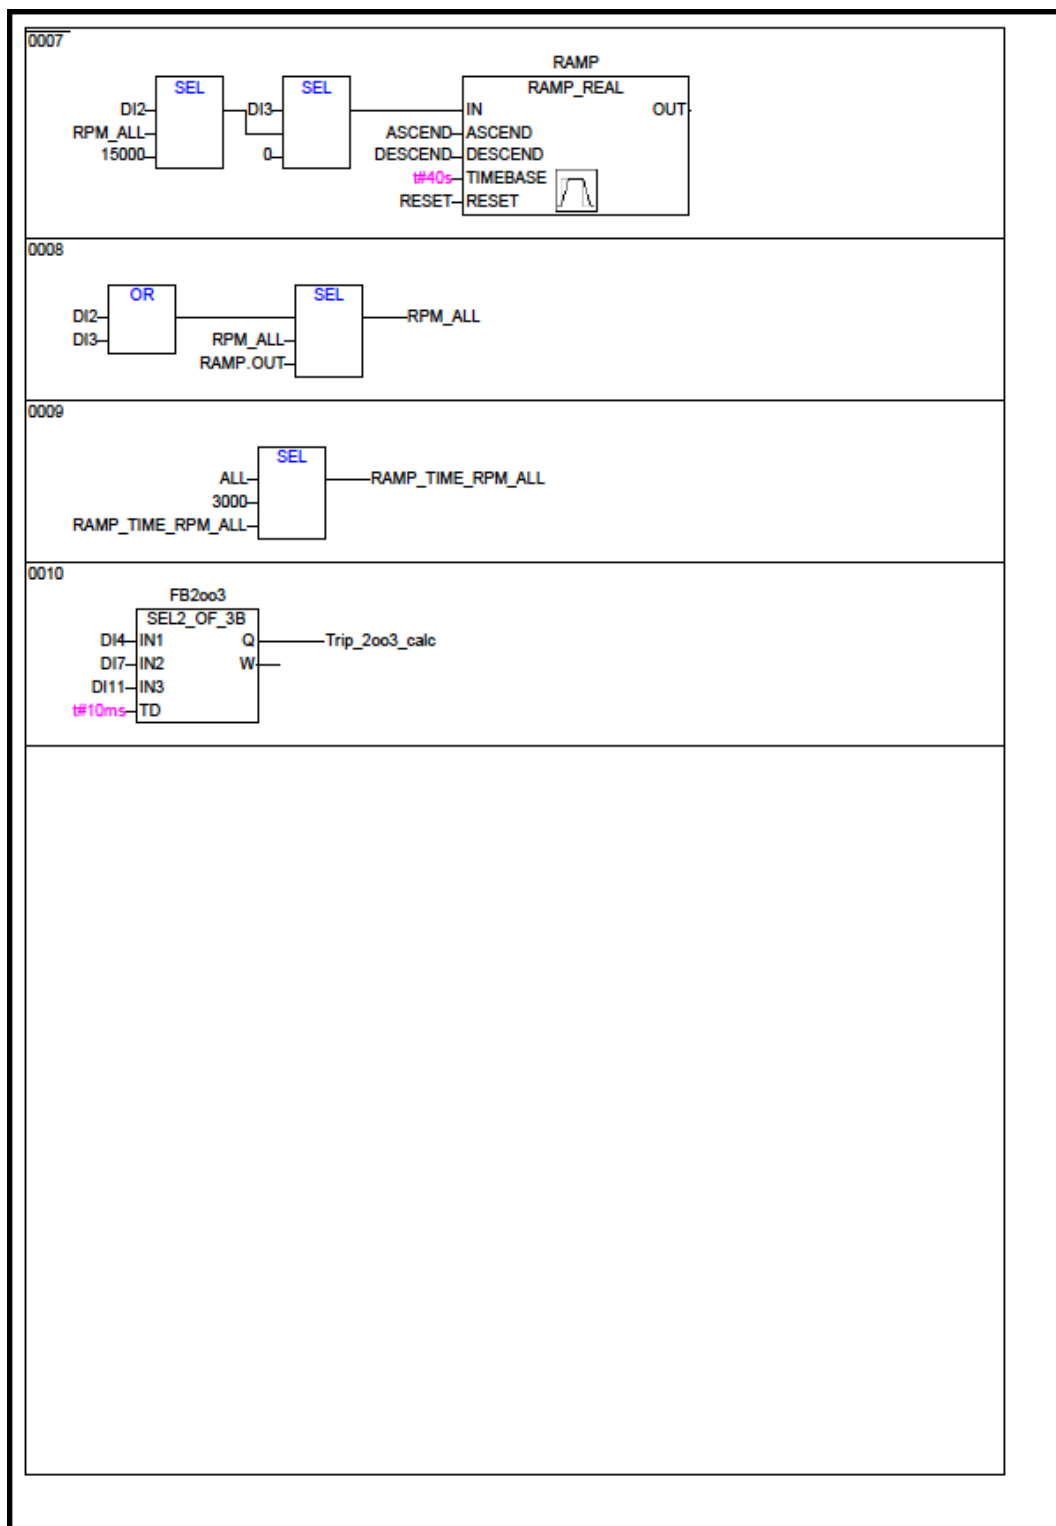 0007
RAMP
SEL SEL RAMP_REAL
DI2 DI3 IN OUT
RPM_ALL ASCEND ASCEND
15000 0 DESCEND DESCEND
t#40s TIMEBASE
RESET RESET
0008
OR SEL
DI2 RPM_ALL
DI3 RPM_ALL
RAMP.OUT
0009
SEL
ALL RAMP_TIME_RPM_ALL
3000
RAMP_TIME_RPM_ALL
0010
FB2oo3
SEL2_OF_3B
DI4 IN1 Q Trip_2oo3_calc
DI7 IN2 W
DI11 IN3
t#10ms TD